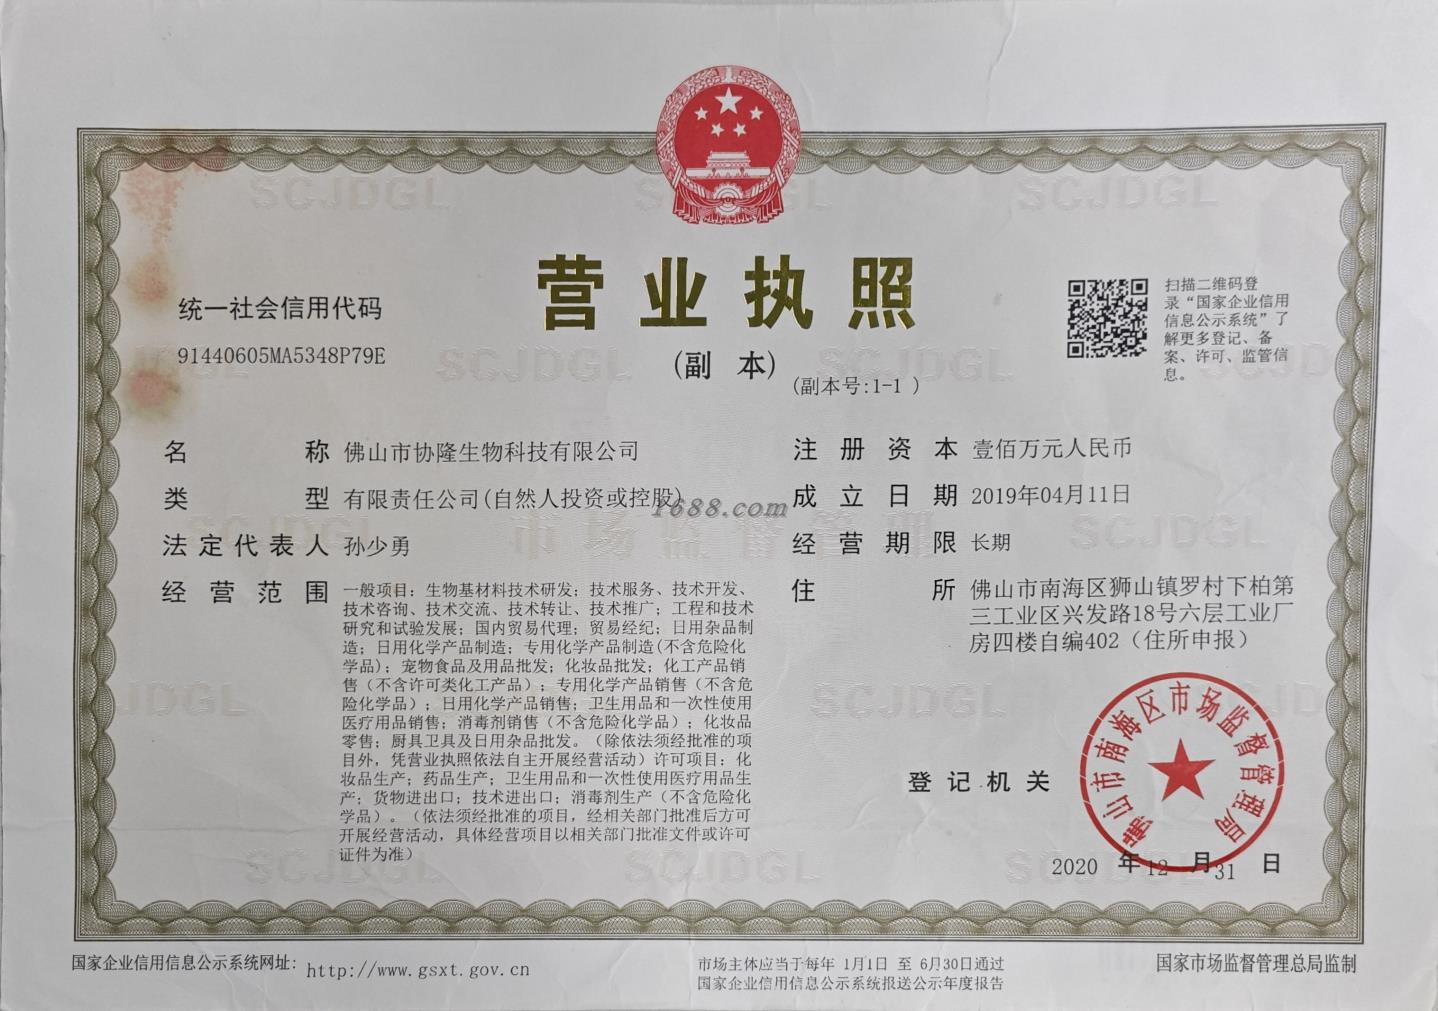 营业执照
(副 本)
(副本号:1-1 )
统一社会信用代码
91440605MA5348P79E
扫描二维码登
录“国家企业信用
信息公示系统”了
解更多登记、备
案、许可、监管信
息。
名 称 佛山市协隆生物科技有限公司
类 型 有限责任公司(自然人投资或控股)
法定代表人 孙少勇
经营范围 一般项目：生物基材料技术研发；技术服务、技术开发、
技术咨询、技术交流、技术转让、技术推广；工程和技术
研究和试验发展；国内贸易代理；贸易经纪；日用杂品制
造；日用化学产品制造；专用化学产品制造(不含危险化
学品)；宠物食品及用品批发；化妆品批发；化工产品销
售（不含许可类化工产品）；专用化学产品销售（不含危
险化学品）；日用化学产品销售；卫生用品和一次性使用
医疗用品销售；消毒剂销售（不含危险化学品）；化妆品
零售；厨具卫具及日用杂品批发。（除依法须经批准的项
目外，凭营业执照依法自主开展经营活动）许可项目：化
妆品生产；药品生产；卫生用品和一次性使用医疗用品生
产；货物进出口；技术进出口；消毒剂生产（不含危险化
学品）。（依法须经批准的项目，经相关部门批准后方可
开展经营活动，具体经营项目以相关部门批准文件或许可
证件为准）
注册资本 壹佰万元人民币
成立日期 2019年04月11日
经营期限 长期
住 所 佛山市南海区狮山镇罗村下柏第
三工业区兴发路18号六层工业厂
房四楼自编402（住所申报）
1688.com
SCJDGL
市场监督管理
登记机关
佛山市南海区市场监督管理局
2020 年 12 月 31 日
国家企业信用信息公示系统网址: http://www.gsxt.gov.cn
市场主体应当于每年 1月1日 至 6月30日通过
国家企业信用信息公示系统报送公示年度报告
国家市场监督管理总局监制